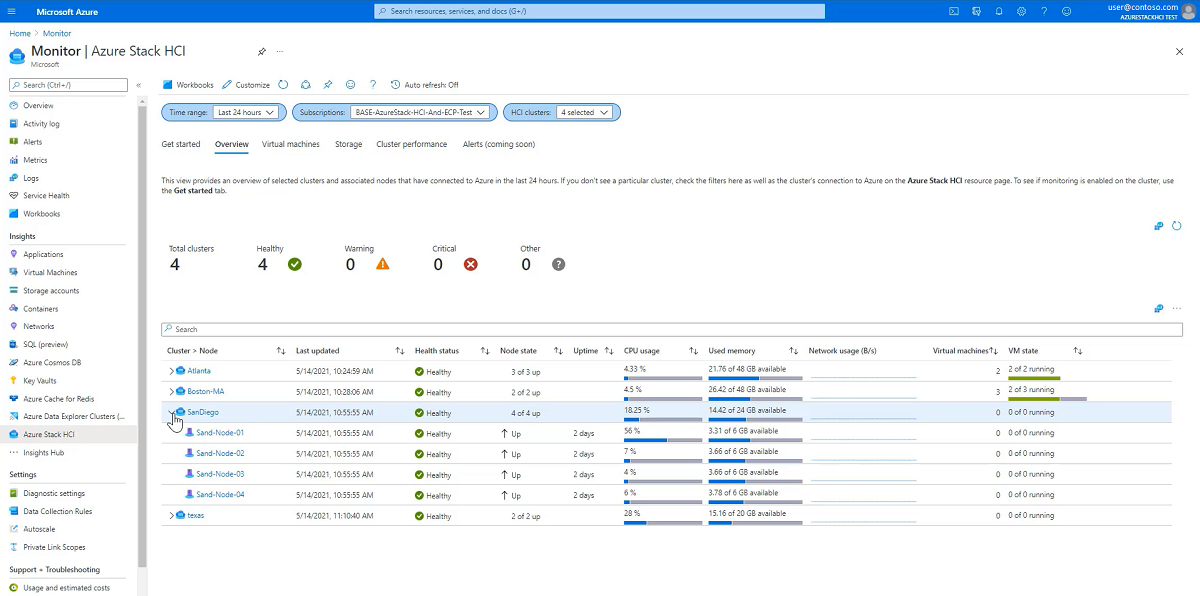 Microsoft Azure
Search resources, services, and docs (G+/)
user@contoso.com
AZURESTACKHCI TEST
Home > Monitor
Monitor | Azure Stack HCI
Microsoft
Search (Ctrl+/)
Overview
Activity log
Alerts
Metrics
Logs
Service Health
Workbooks
Insights
Applications
Virtual Machines
Storage accounts
Containers
Networks
SQL (preview)
Azure Cosmos DB
Key Vaults
Azure Cache for Redis
Azure Data Explorer Clusters (...
Azure Stack HCI
Insights Hub
Settings
Diagnostic settings
Data Collection Rules
Autoscale
Private Link Scopes
Support + Troubleshooting
Usage and estimated costs
Workbooks Customize ? Auto refresh: Off
Time range: Last 24 hours Subscriptions: BASE-AzureStack-HCI-And-ECP-Test HCI clusters: 4 selected
Get started Overview Virtual machines Storage Cluster performance Alerts (coming soon)
This view provides an overview of selected clusters and associated nodes that have connected to Azure in the last 24 hours. If you don't see a particular cluster, check the filters here as well as the cluster's connection to Azure on the Azure Stack HCI resource page. To see if monitoring is enabled on the cluster, use
the Get started tab.
Total clusters Healthy Warning Critical Other
4 4 0 0 0 ?
Search
Cluster > Node Last updated Health status Node state Uptime CPU usage Used memory Network usage (B/s) Virtual machines VM state
Atlanta 5/14/2021, 10:24:59 AM Healthy 3 of 3 up 4.33 % 21.76 of 48 GB available 2 2 of 2 running
Boston-MA 5/14/2021, 10:28:06 AM Healthy 2 of 2 up 4.5 % 26.42 of 48 GB available 3 2 of 3 running
SanDiego 5/14/2021, 10:55:55 AM Healthy 4 of 4 up 18.25 % 14.42 of 24 GB available 0 0 of 0 running
Sand-Node-01 5/14/2021, 10:55:55 AM Healthy Up 2 days 56 % 3.31 of 6 GB available 0 0 of 0 running
Sand-Node-02 5/14/2021, 10:55:55 AM Healthy Up 2 days 7 % 3.66 of 6 GB available 0 0 of 0 running
Sand-Node-03 5/14/2021, 10:55:55 AM Healthy Up 2 days 4 % 3.66 of 6 GB available 0 0 of 0 running
Sand-Node-04 5/14/2021, 10:55:55 AM Healthy Up 2 days 6 % 3.78 of 6 GB available 0 0 of 0 running
texas 5/14/2021, 11:10:40 AM Healthy 2 of 2 up 28 % 15.16 of 20 GB available 0 0 of 0 running